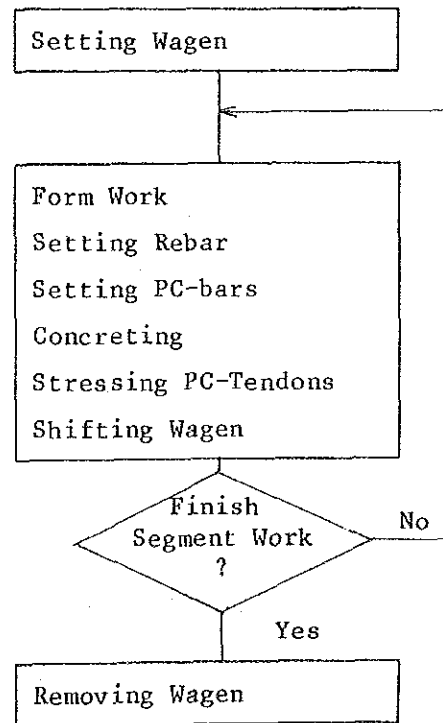 Setting Wagen
Form Work
Setting Rebar
Setting PC-bars
Concreting
Stressing PC-Tendons
Shifting Wagen
Finish
Segment Work
?
No
Yes
Removing Wagen